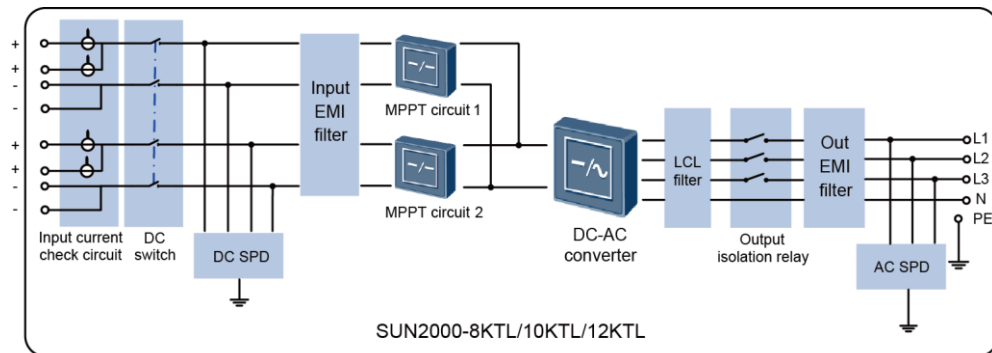 +
+
-
-
+
+
-
-
Input current
check circuit
DC
switch
DC SPD
Input
EMI
filter
MPPT circuit 1
MPPT circuit 2
DC-AC
converter
LCL
filter
Output
isolation relay
Out
EMI
filter
AC SPD
L1
L2
L3
N
PE
SUN2000-8KTL/10KTL/12KTL